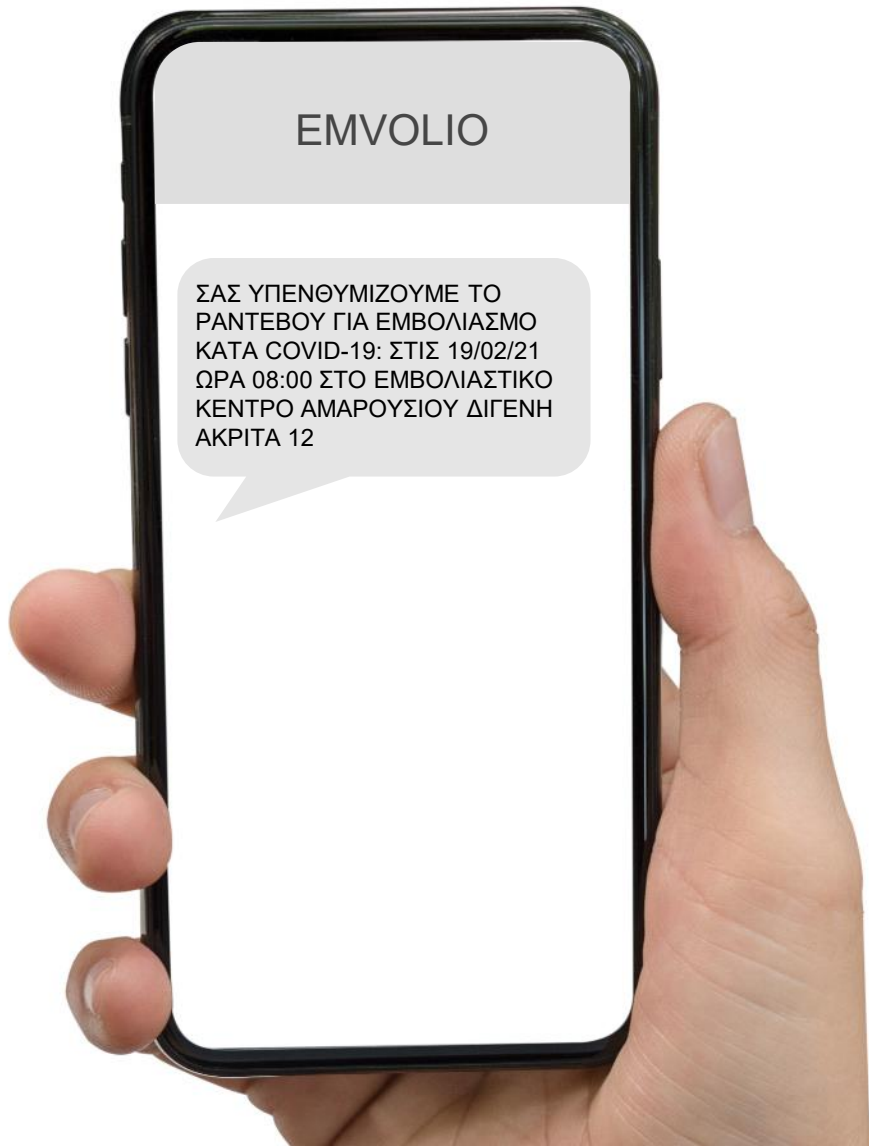 EMVOLIO
ΣΑΣ ΥΠΕΝΘΥΜΙΖΟΥΜΕ ΤΟ
ΡΑΝΤΕΒΟΥ ΓΙΑ ΕΜΒΟΛΙΑΣΜΟ
ΚΑΤΑ COVID-19: ΣΤΙΣ 19/02/21
ΩΡΑ 08:00 ΣΤΟ ΕΜΒΟΛΙΑΣΤΙΚΟ
ΚΕΝΤΡΟ ΑΜΑΡΟΥΣΙΟΥ ΔΙΓΕΝΗ
ΑΚΡΙΤΑ 12